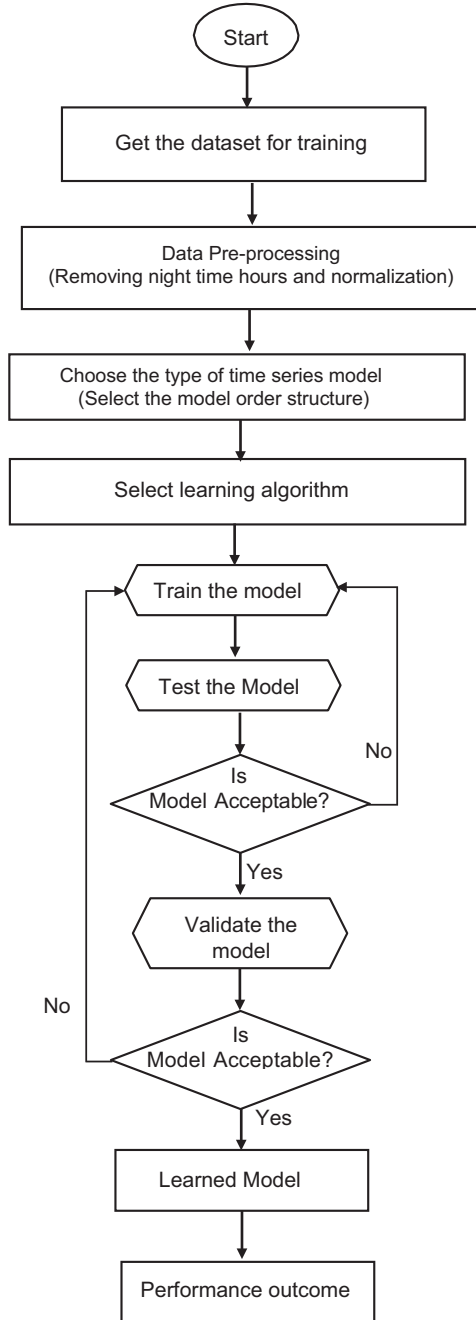 Start
Get the dataset for training
Data Pre-processing
(Removing night time hours and normalization)
Choose the type of time series model
(Select the model order structure)
Select learning algorithm
Train the model
Test the Model
Is
Model Acceptable?
No
Yes
Validate the
model
Is
Model Acceptable?
No
Yes
Learned Model
Performance outcome